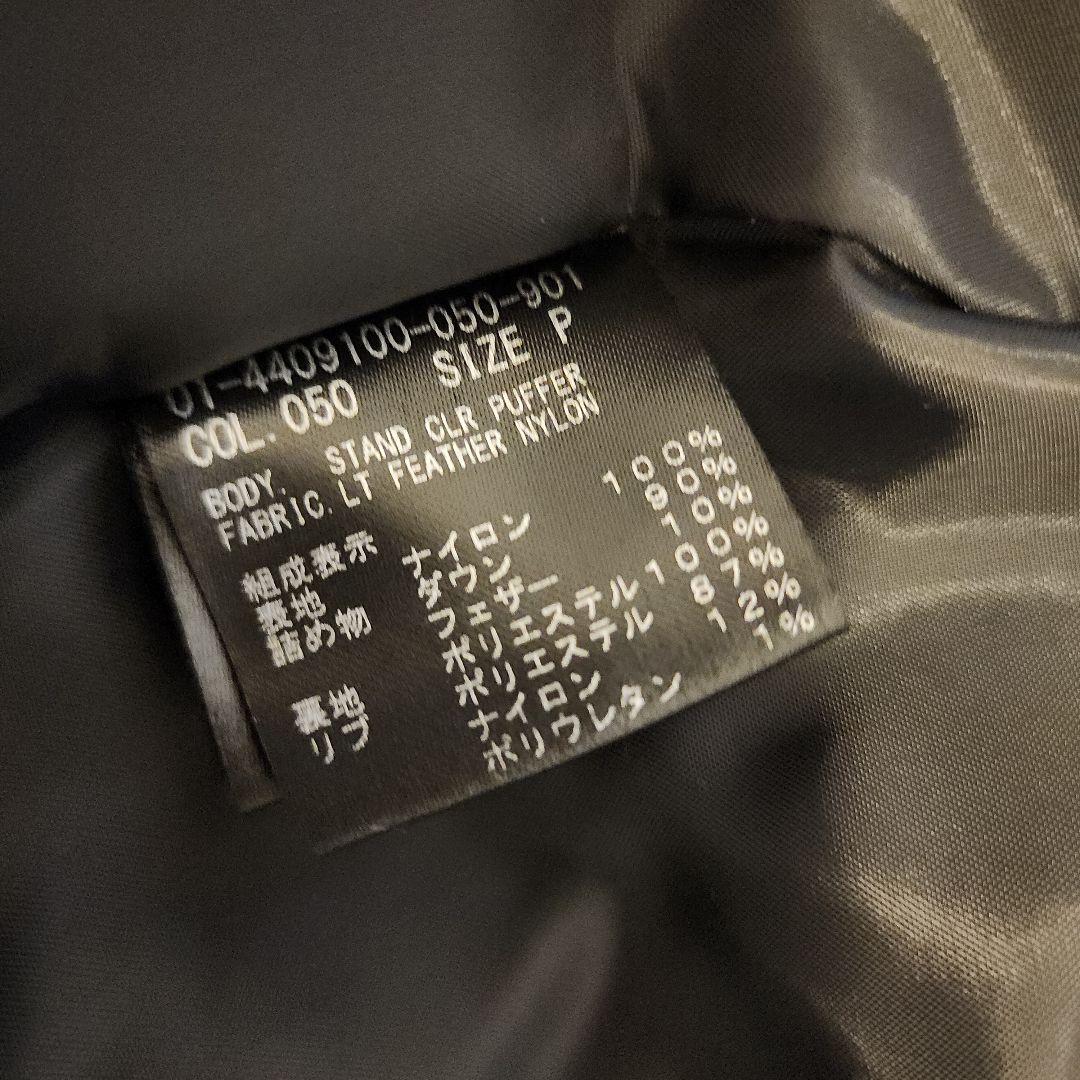 01-4409100-050-901
COL.050 SIZE P
BODY. STAND CLR PUFFER
FABRIC.LT FEATHER NYLON
組成表示
表地 ナイロン 100%
詰め物 ダウン 90%
フェザー 10%
裏地 ポリエステル 100%
リブ ポリエステル 87%
ナイロン 12%
ポリウレタン 1%